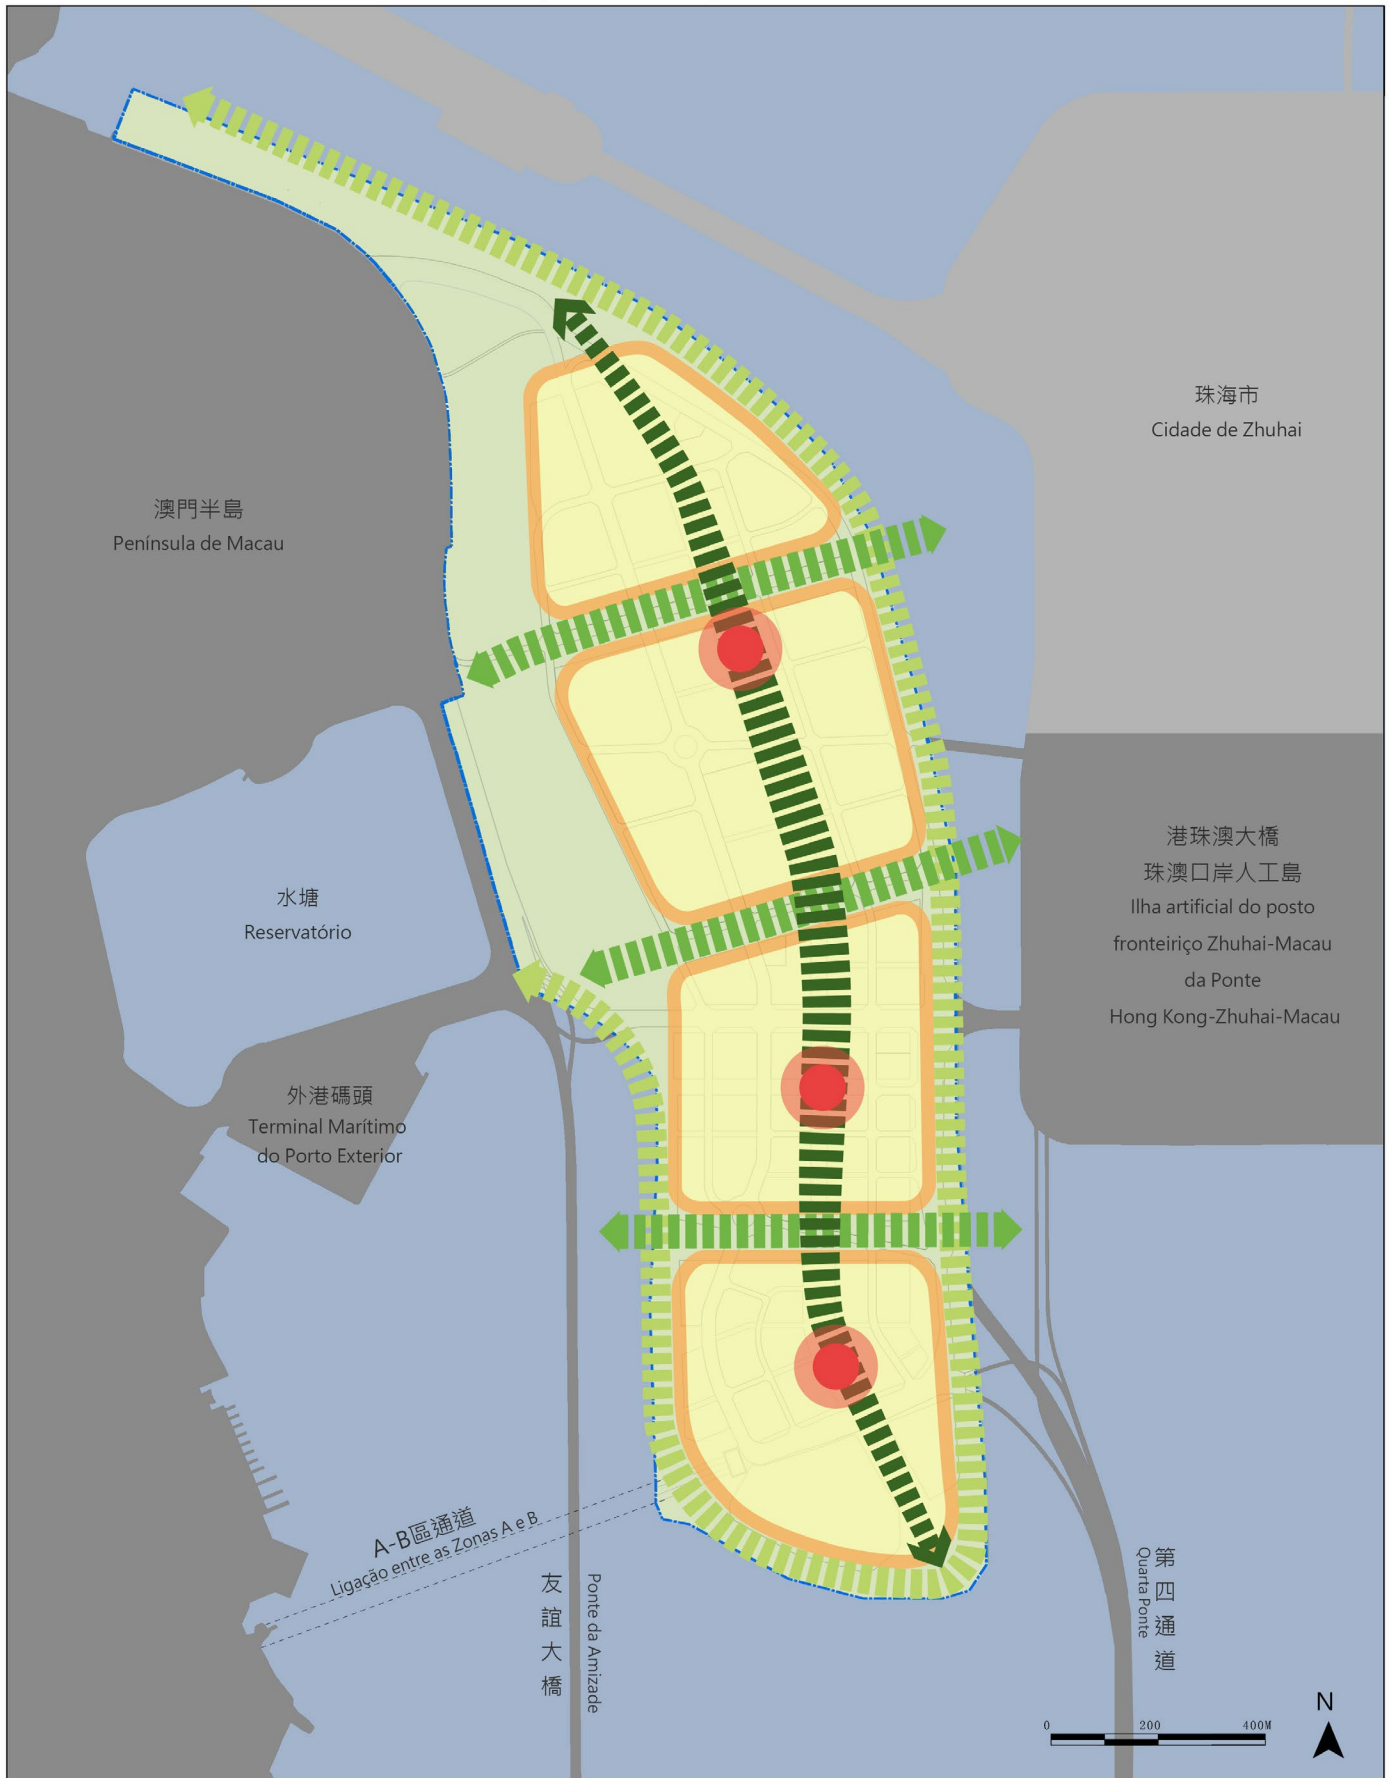 珠海市
Cidade de Zhuhai
澳門半島
Península de Macau
港珠澳大橋
珠澳口岸人工島
Ilha artificial do posto
fronteiriço Zhuhai-Macau
da Ponte
Hong Kong-Zhuhai-Macau
水塘
Reservatório
外港碼頭
Terminal Marítimo
do Porto Exterior
A-B區通道
Ligação entre as Zonas A e B
友誼大橋
Ponte da Amizade
第四通道
Quarta Ponte
N
0 200 400M